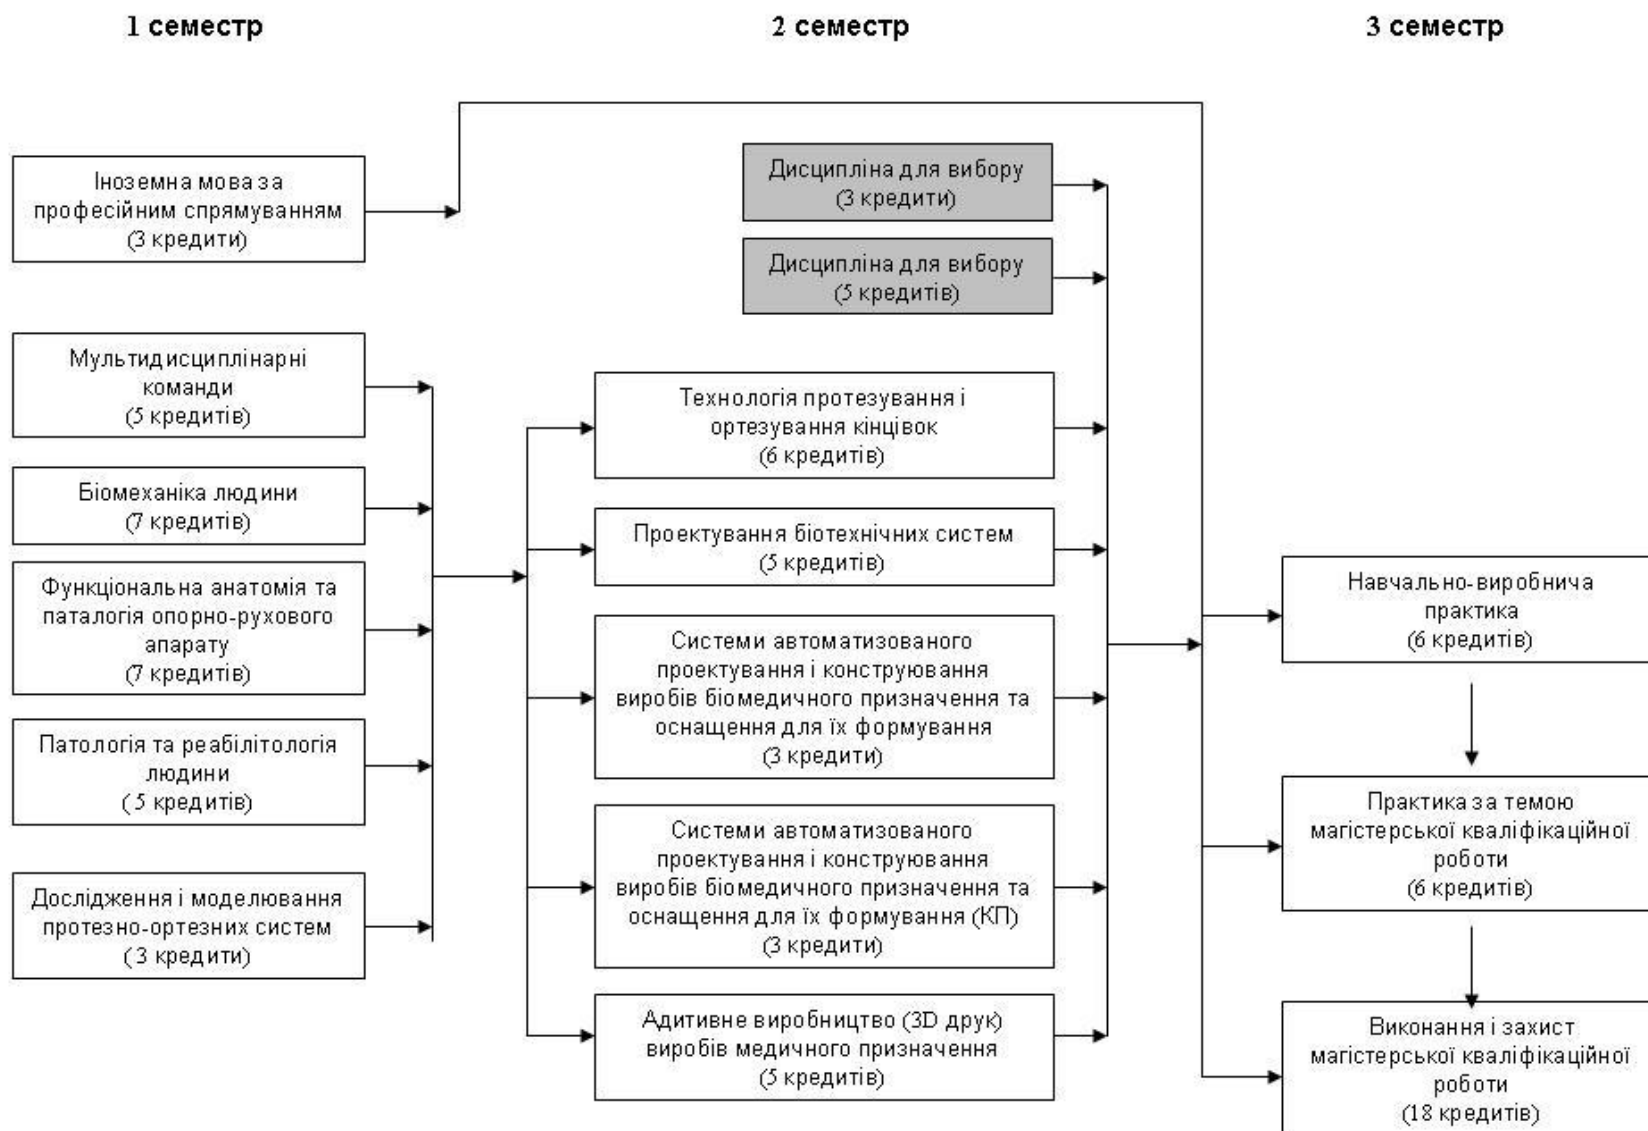 1 семестр
2 семестр
3 семестр
Іноземна мова за
професійним спрямуванням
(3 кредити)
Мультидисциплінарні
команди
(5 кредитів)
Біомеханіка людини
(7 кредитів)
Функціональна анатомія та
паталогія опорно-рухового
апарату
(7 кредитів)
Патологія та реабілітологія
людини
( 5 кредитів)
Дослідження і моделювання
протезно-ортезних систем
( 3 кредити)
Дисципліна для вибору
(3 кредити)
Дисципліна для вибору
(5 кредитів)
Технологія протезування і
ортезування кінцівок
(6 кредитів)
Проектування біотехнічних систем
(5 кредитів)
Системи автоматизованого
проектування і конструювання
виробів біомедичного призначення та
оснащення для їх формування
(3 кредити)
Системи автоматизованого
проектування і конструювання
виробів біомедичного призначення та
оснащення для їх формування (КП)
(3 кредити)
Адитивне виробництво (3D друк)
виробів медичного призначення
(5 кредитів)
Навчально-виробнича
практика
(6 кредитів)
Практика за темою
магістерської кваліфікаційної
роботи
(6 кредитів)
Виконання і захист
магістерської кваліфікаційної
роботи
(18 кредитів)